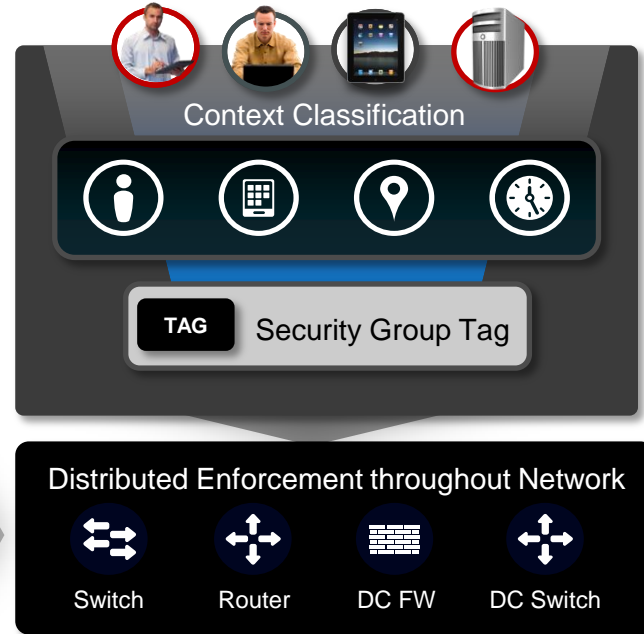 Context Classification
TAG
Security Group Tag
Distributed Enforcement throughout Network
Switch
Router
DC FW
DC Switch